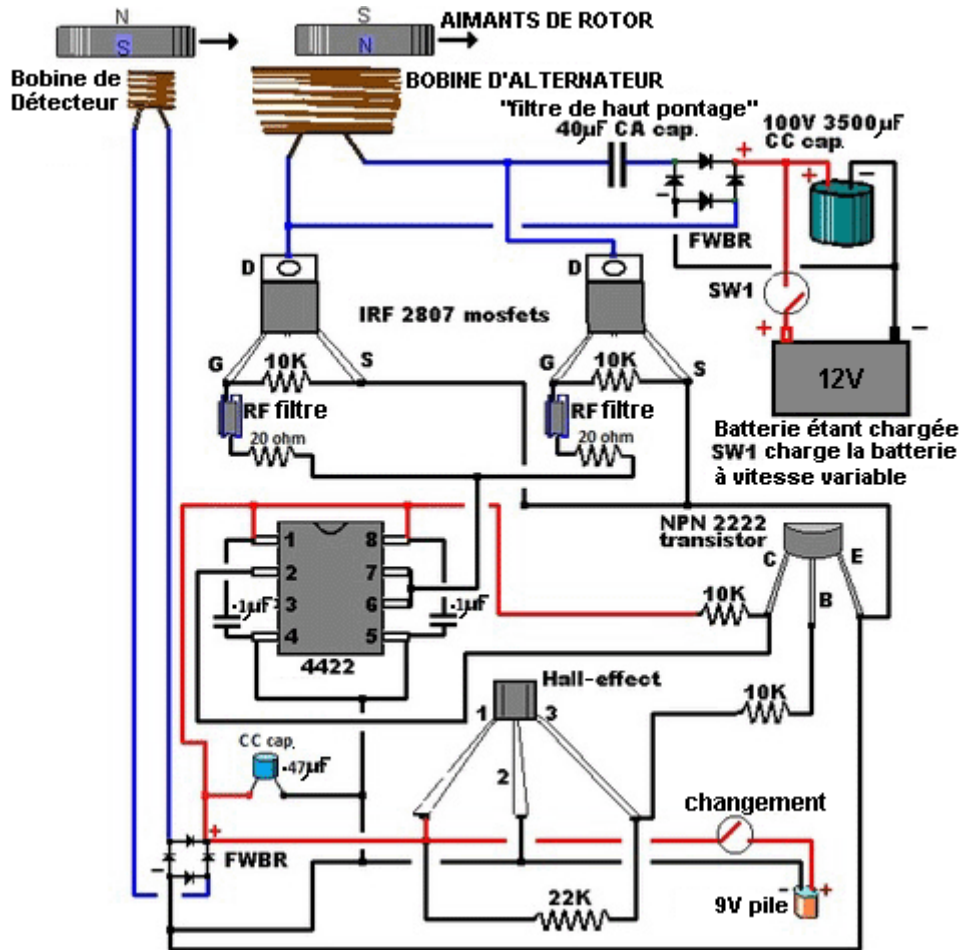 N
S
S
N
AIMANTS DE ROTOR
Bobine de
Détecteur
BOBINE D'ALTERNATEUR
"filtre de haut pontage"
40µF CA cap.
100V 3500µF
CC cap.
+
+
-
-
FWBR
SW1
+
-
12V
Batterie étant chargée
SW1 charge la batterie
à vitesse variable
D
D
IRF 2807 mosfets
G
10K
S
G
10K
S
RF filtre
RF filtre
20 ohm
20 ohm
NPN 2222
transistor
C
E
B
10K
1
8
2
7
3
6
4
5
.1µF
.1µF
4422
Hall-effect
1
3
2
10K
CC cap.
.47µF
changement
+
-
FWBR
22K
-
+
9V pile